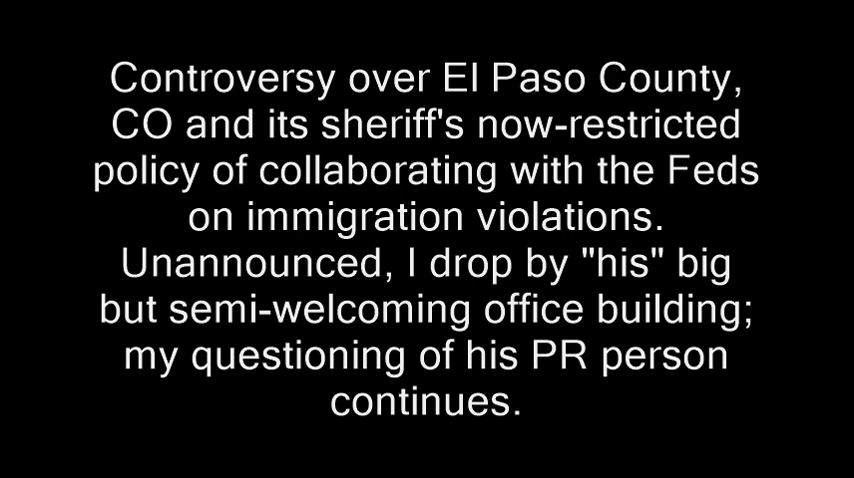 Controversy over El Paso County,
CO and its sheriff's now-restricted
policy of collaborating with the Feds
on immigration violations.
Unannounced, I drop by "his" big
but semi-welcoming office building;
my questioning of his PR person
continues.